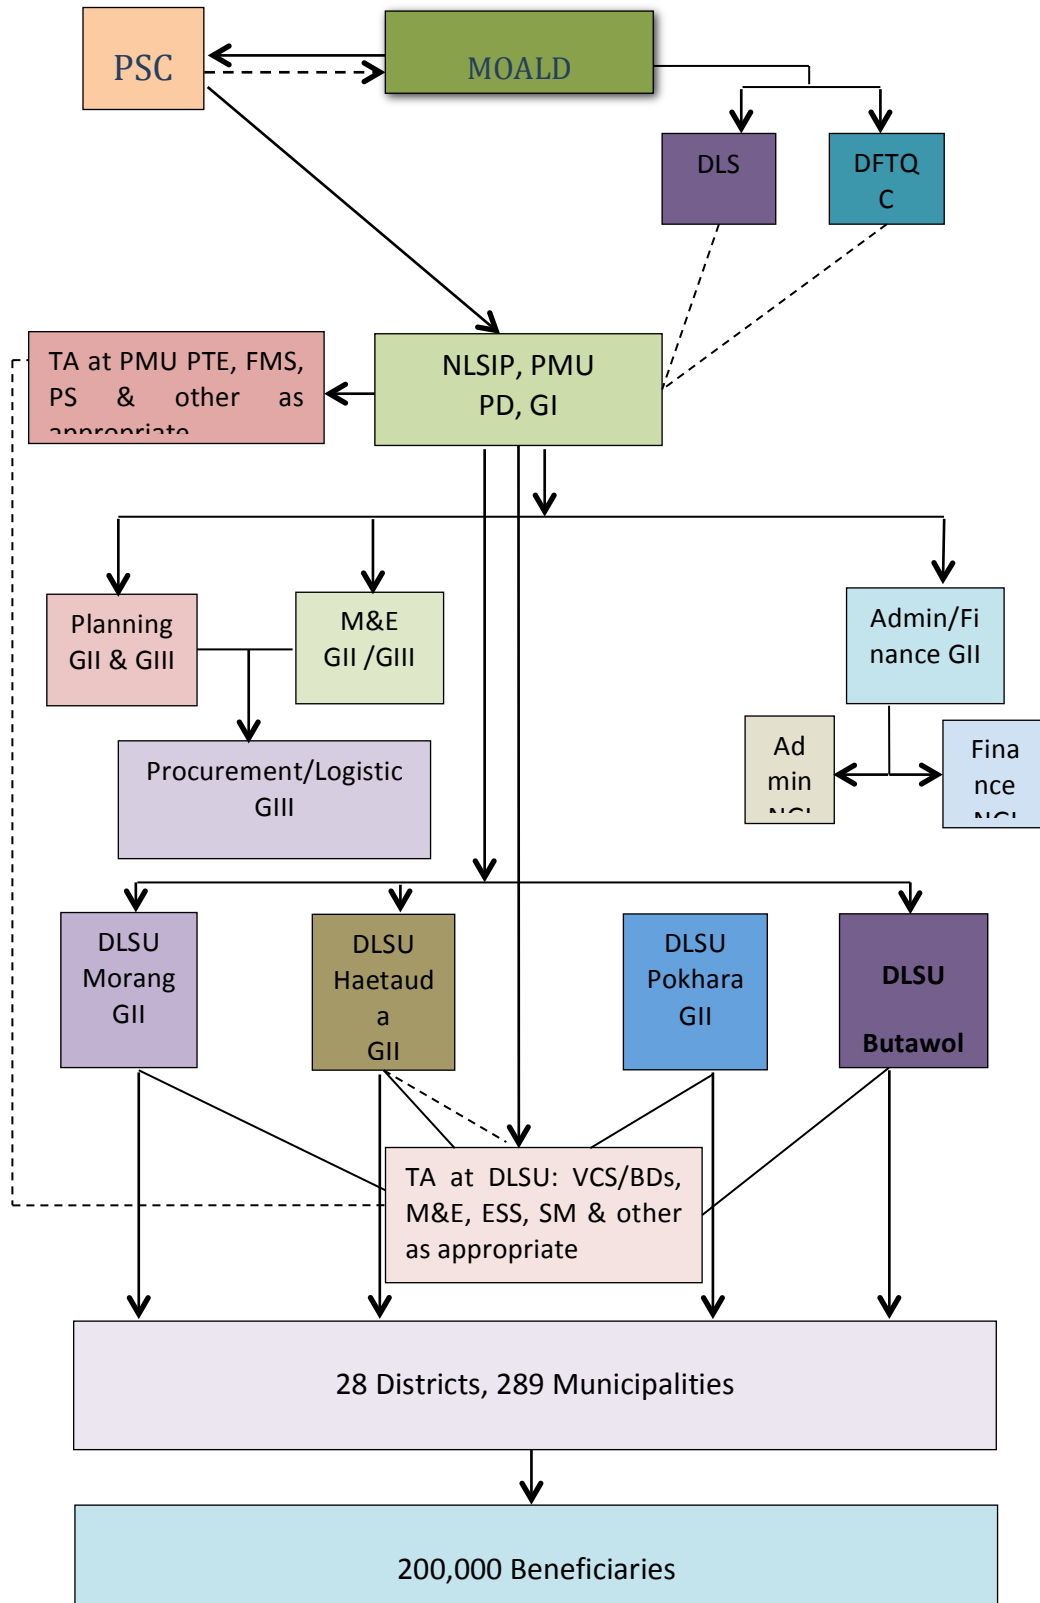 PSC
MOALD
DLS
DFTQ
C
TA at PMU PTE, FMS,
PS & other as
appropriate
NLSIP, PMU
PD, GI
Planning
GII & GIII
M&E
GII /GIII
Admin/Fi
nance GII
Procurement/Logistic
GIII
Ad
min
Fina
nce
DLSU
Morang
GII
DLSU
Haetaud
a
GII
DLSU
Pokhara
GII
DLSU
Butawol
TA at DLSU: VCS/BDs,
M&E, ESS, SM & other
as appropriate
28 Districts, 289 Municipalities
200,000 Beneficiaries